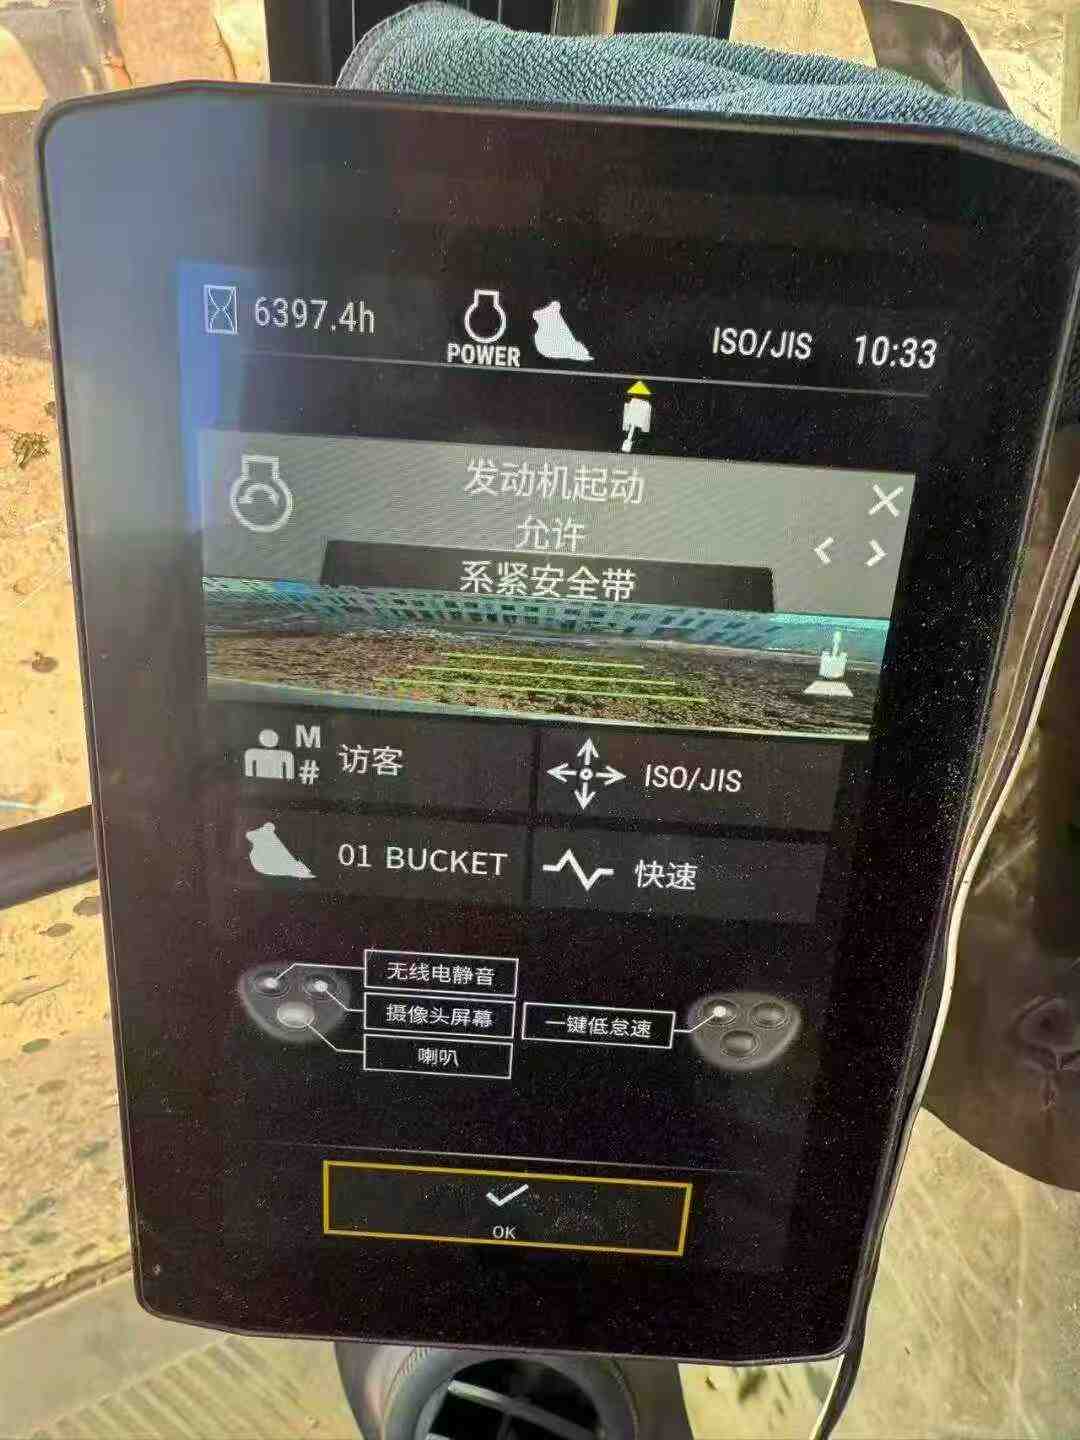 6397.4h
POWER
ISO/JIS
10:33
发动机起动
允许
系紧安全带
M
#
访客
ISO/JIS
01 BUCKET
快速
无线电静音
摄像头屏幕
喇叭
一键低怠速
OK